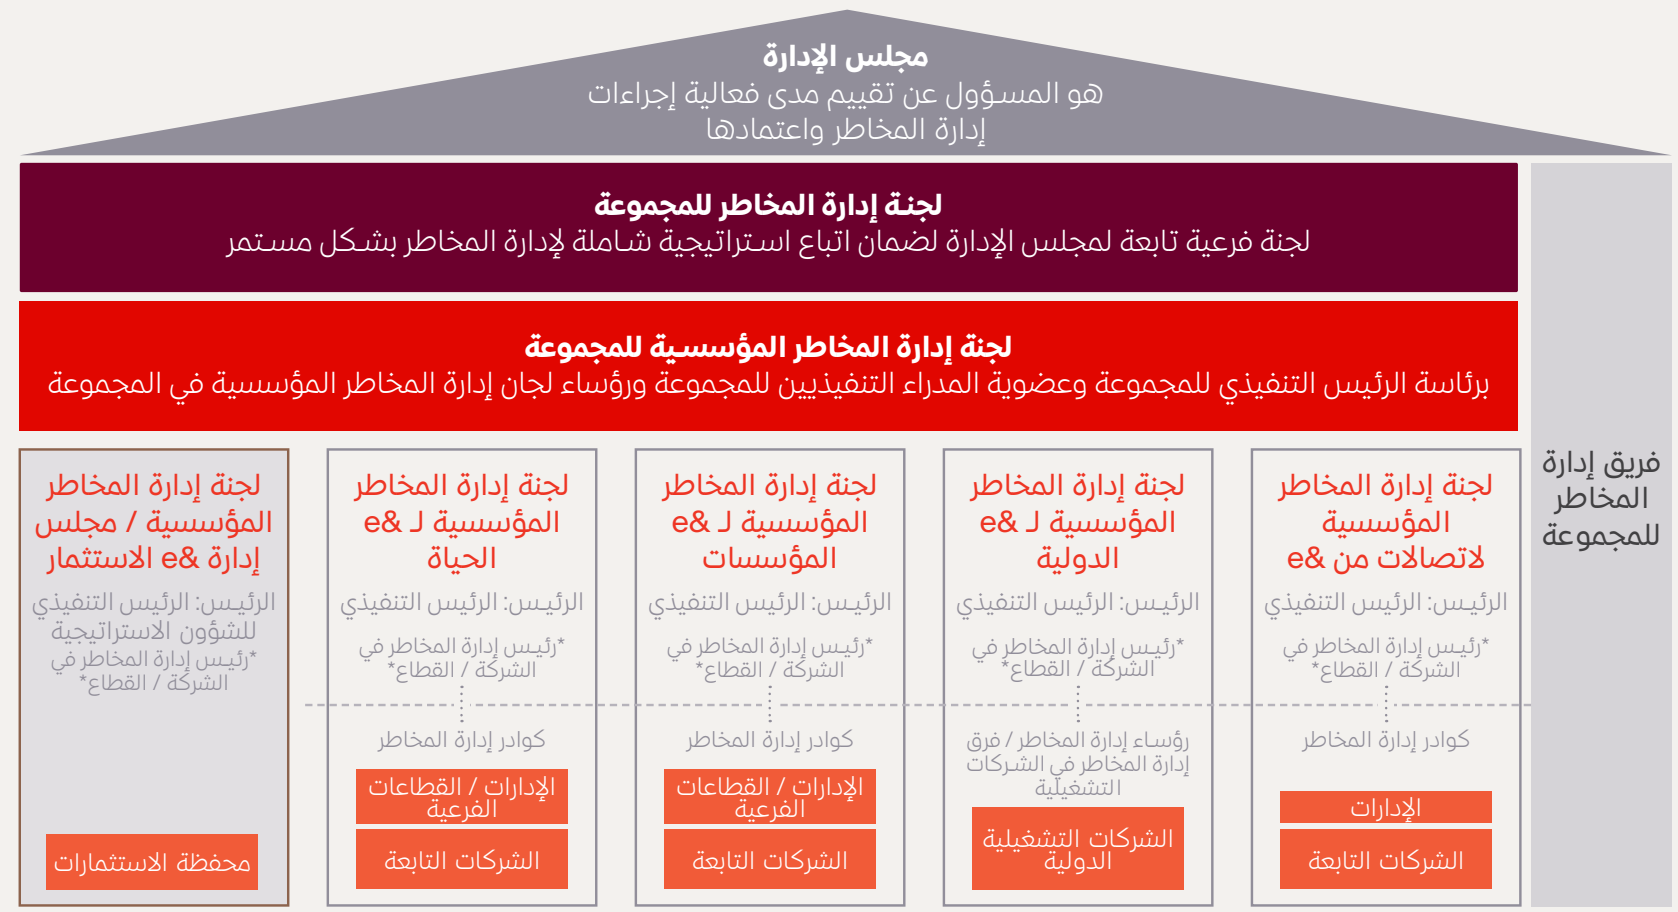 مجلس الإدارة
هو المسؤول عن تقييم مدى فعالية إجراءات
إدارة المخاطر واعتمادها
لجنة إدارة المخاطر للمجموعة
لجنة فرعية تابعة لمجلس الإدارة لضمان اتباع استراتيجية شاملة لإدارة المخاطر بشكل مستمر
لجنة إدارة المخاطر المؤسسية للمجموعة
برئاسة الرئيس التنفيذي للمجموعة وعضوية المدراء التنفيذيين للمجموعة ورؤساء لجان إدارة المخاطر المؤسسية في المجموعة
فريق إدارة
المخاطر
للمجموعة
لجنة إدارة المخاطر
المؤسسية
لاتصالات من e&
الرئيس: الرئيس التنفيذي
*رئيس إدارة المخاطر في
الشركة / القطاع*
كوادر إدارة المخاطر
الإدارات
الشركات التابعة
لجنة إدارة المخاطر
المؤسسية لـ e&
الدولية
الرئيس: الرئيس التنفيذي
*رئيس إدارة المخاطر في
الشركة / القطاع*
رؤساء إدارة المخاطر / فرق
إدارة المخاطر في الشركات
التشغيلية
الشركات التشغيلية
الدولية
لجنة إدارة المخاطر
المؤسسية لـ e&
المؤسسات
الرئيس: الرئيس التنفيذي
*رئيس إدارة المخاطر في
الشركة / القطاع*
كوادر إدارة المخاطر
الإدارات / القطاعات
الفرعية
الشركات التابعة
لجنة إدارة المخاطر
المؤسسية لـ e&
الحياة
الرئيس: الرئيس التنفيذي
*رئيس إدارة المخاطر في
الشركة / القطاع*
كوادر إدارة المخاطر
الإدارات / القطاعات
الفرعية
الشركات التابعة
لجنة إدارة المخاطر
المؤسسية / مجلس
إدارة e& الاستثمار
الرئيس: الرئيس التنفيذي
للشؤون الاستراتيجية
*رئيس إدارة المخاطر في
الشركة / القطاع*
محفظة الاستثمارات